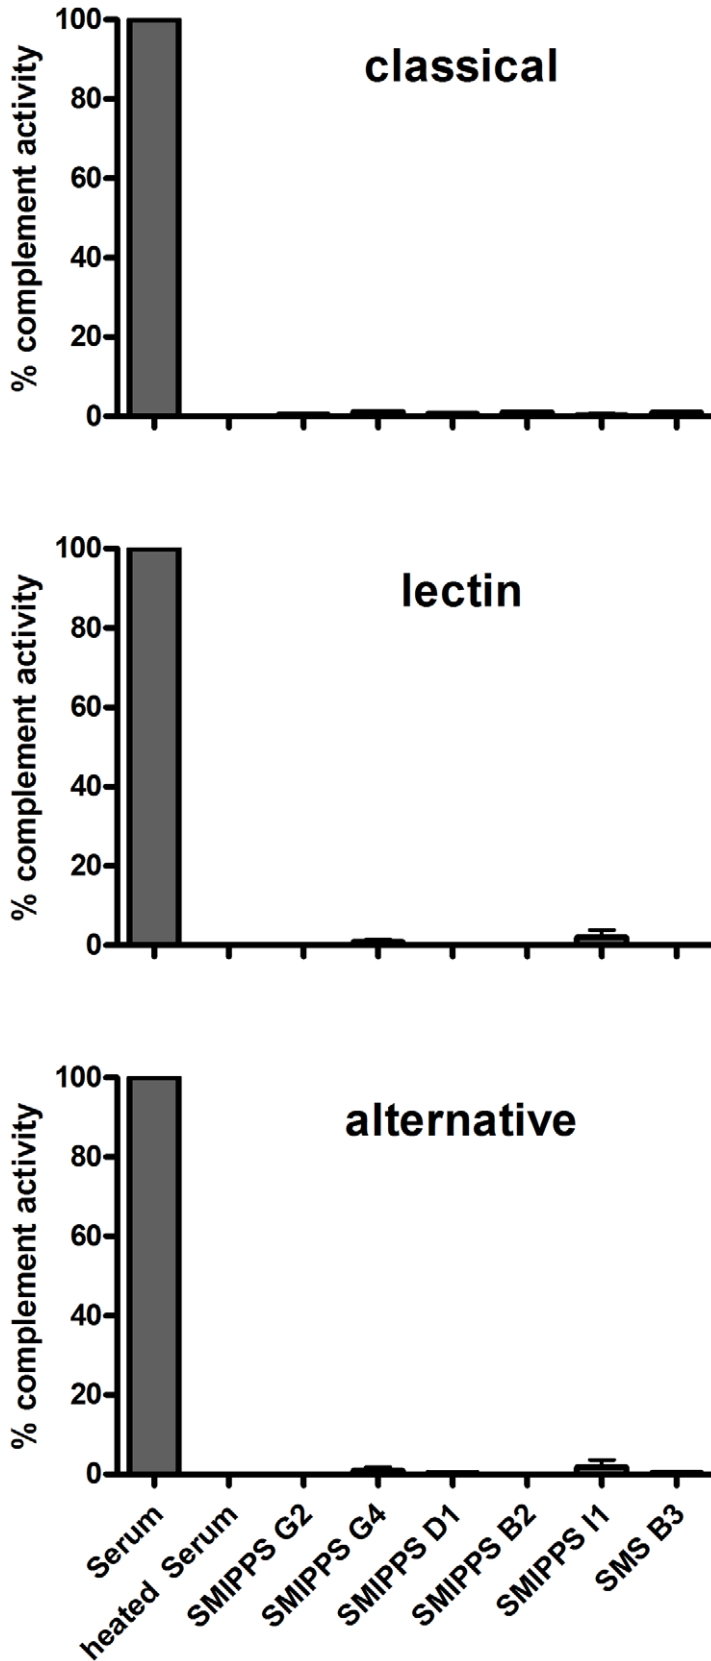 classical
% complement activity
100
80
60
40
20
0
lectin
% complement activity
100
80
60
40
20
0
alternative
% complement activity
100
80
60
40
20
0
Serum
heated Serum
SMIPPS G2
SMIPPS G4
SMIPPS D1
SMIPPS B2
SMIPPS I1
SMS B3